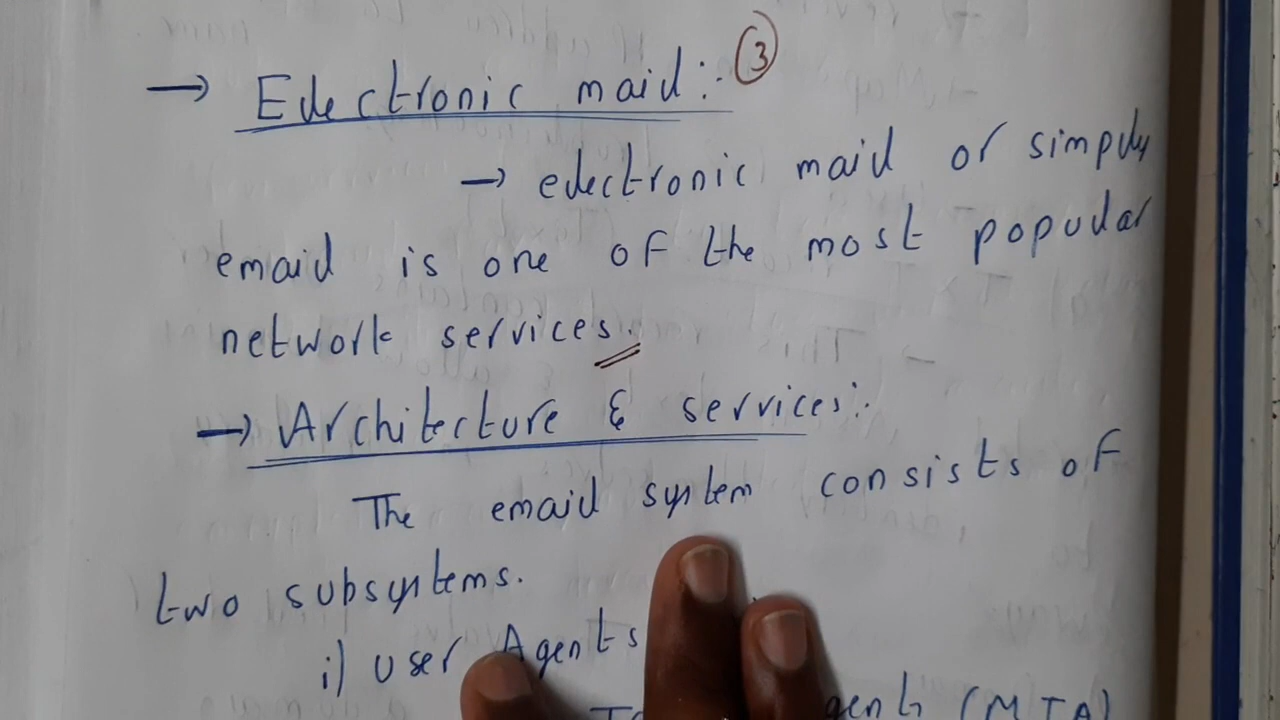 → Electronic mail:- ③
→ electronic mail or simply
email is one of the most popular
network services.
→ Architecture & services:-
The email system consists of
two subsystems.
i) user Agents
(MTA)